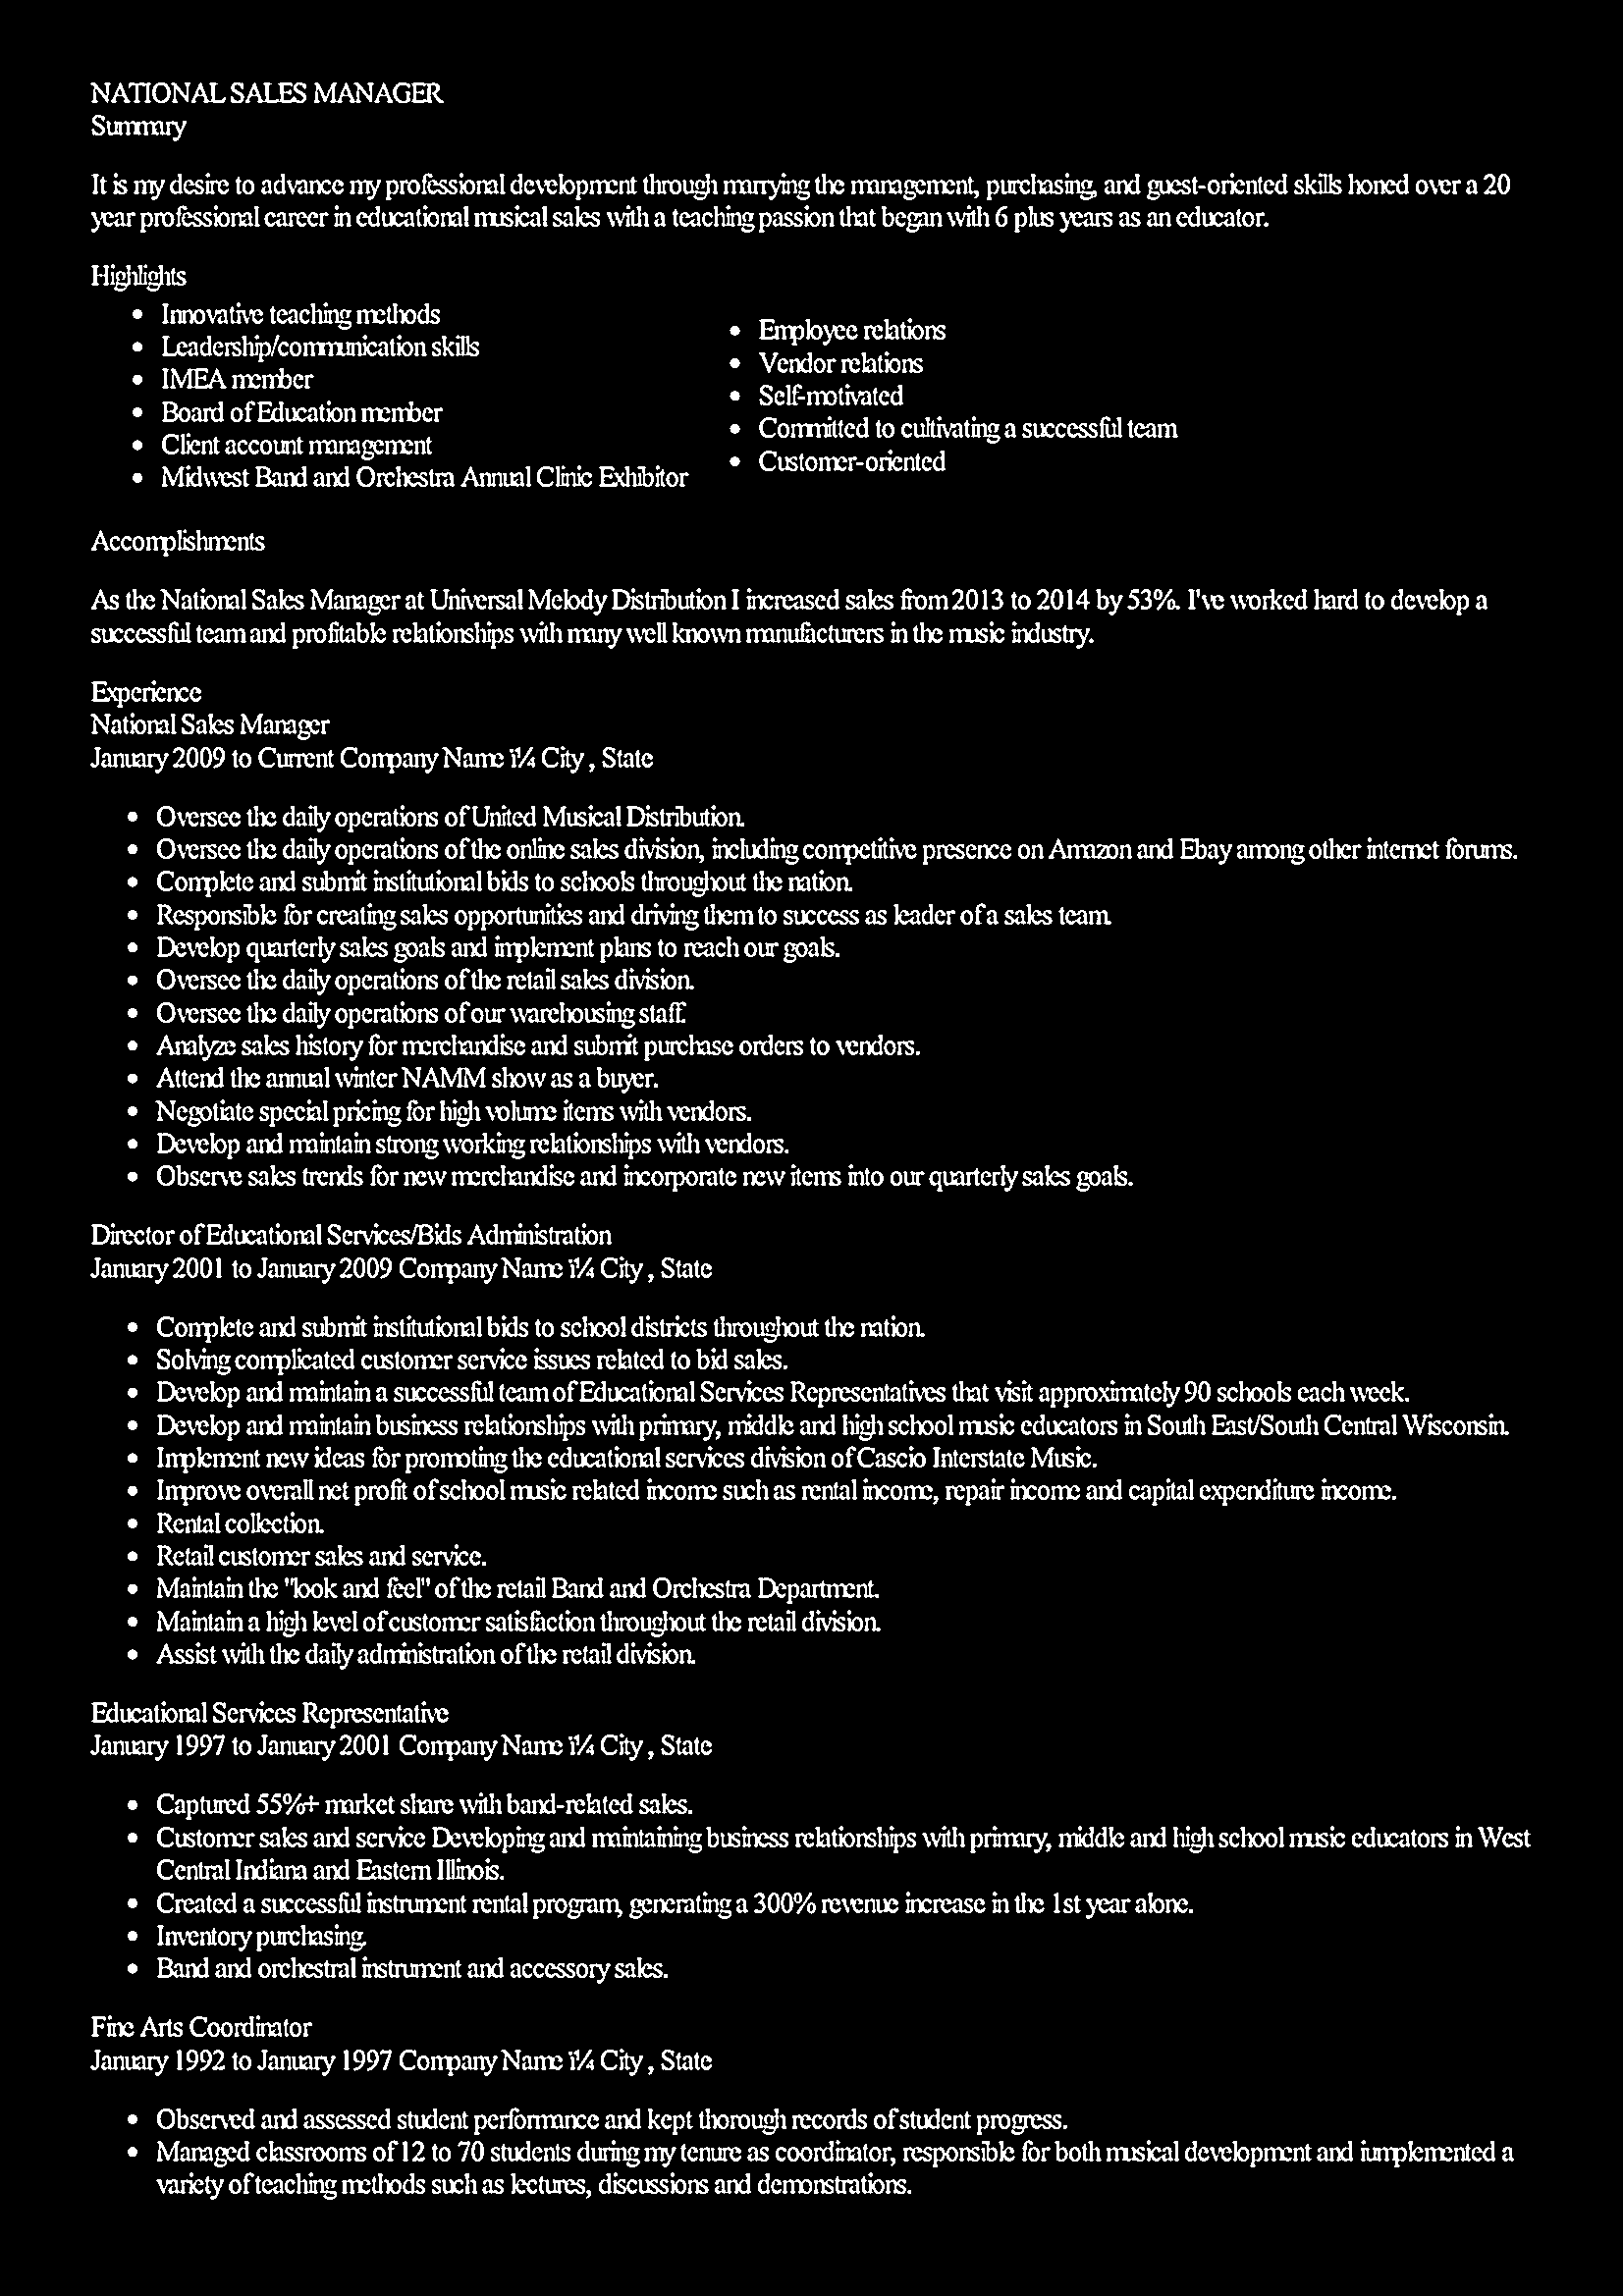 NATIONAL SALES MANAGER
Summary
It is my desire to advance my professional development through marrying the management, purchasing, and guest-oriented skills honed over a 20
year professional career in educational musical sales with a teaching passion that began with 6 plus years as an educator.
Highlights
• Innovative teaching methods
• Leadership/communication skills
• IMEA member
• Board of Education member
• Client account management
• Midwest Band and Orchestra Annual Clinic Exhibitor
• Employee relations
• Vendor relations
• Self-motivated
• Committed to cultivating a successful team
• Customer-oriented
Accomplishments
As the National Sales Manager at Universal Melody Distribution I increased sales from 2013 to 2014 by 53%. I've worked hard to develop a
successful team and profitable relationships with many well known manufacturers in the music industry.
Experience
National Sales Manager
January 2009 to Current Company Name ï¼ City , State
• Oversee the daily operations of United Musical Distribution.
• Oversee the daily operations of the online sales division, including competitive presence on Amazon and Ebay among other internet forums.
• Complete and submit institutional bids to schools throughout the nation.
• Responsible for creating sales opportunities and driving them to success as leader of a sales team.
• Develop quarterly sales goals and implement plans to reach our goals.
• Oversee the daily operations of the retail sales division.
• Oversee the daily operations of our warehousing staff.
• Analyze sales history for merchandise and submit purchase orders to vendors.
• Attend the annual winter NAMM show as a buyer.
• Negotiate special pricing for high volume items with vendors.
• Develop and maintain strong working relationships with vendors.
• Observe sales trends for new merchandise and incorporate new items into our quarterly sales goals.
Director of Educational Services/Bids Administration
January 2001 to January 2009 Company Name ï¼ City , State
• Complete and submit institutional bids to school districts throughout the nation.
• Solving complicated customer service issues related to bid sales.
• Develop and maintain a successful team of Educational Services Representatives that visit approximately 90 schools each week.
• Develop and maintain business relationships with primary, middle and high school music educators in South East/South Central Wisconsin.
• Implement new ideas for promoting the educational services division of Cascio Interstate Music.
• Improve overall net profit of school music related income such as rental income, repair income and capital expenditure income.
• Rental collection.
• Retail customer sales and service.
• Maintain the "look and feel" of the retail Band and Orchestra Department.
• Maintain a high level of customer satisfaction throughout the retail division.
• Assist with the daily administration of the retail division.
Educational Services Representative
January 1997 to January 2001 Company Name ï¼ City , State
• Captured 55%+ market share with band-related sales.
• Customer sales and service Developing and maintaining business relationships with primary, middle and high school music educators in West
Central Indiana and Eastern Illinois.
• Created a successful instrument rental program, generating a 300% revenue increase in the 1st year alone.
• Inventory purchasing.
• Band and orchestral instrument and accessory sales.
Fine Arts Coordinator
January 1992 to January 1997 Company Name ï¼ City , State
• Observed and assessed student performance and kept thorough records of student progress.
• Managed classrooms of 12 to 70 students during my tenure as coordinator, responsible for both musical development and iumplemented a
variety of teaching methods such as lectures, discussions and demonstrations.